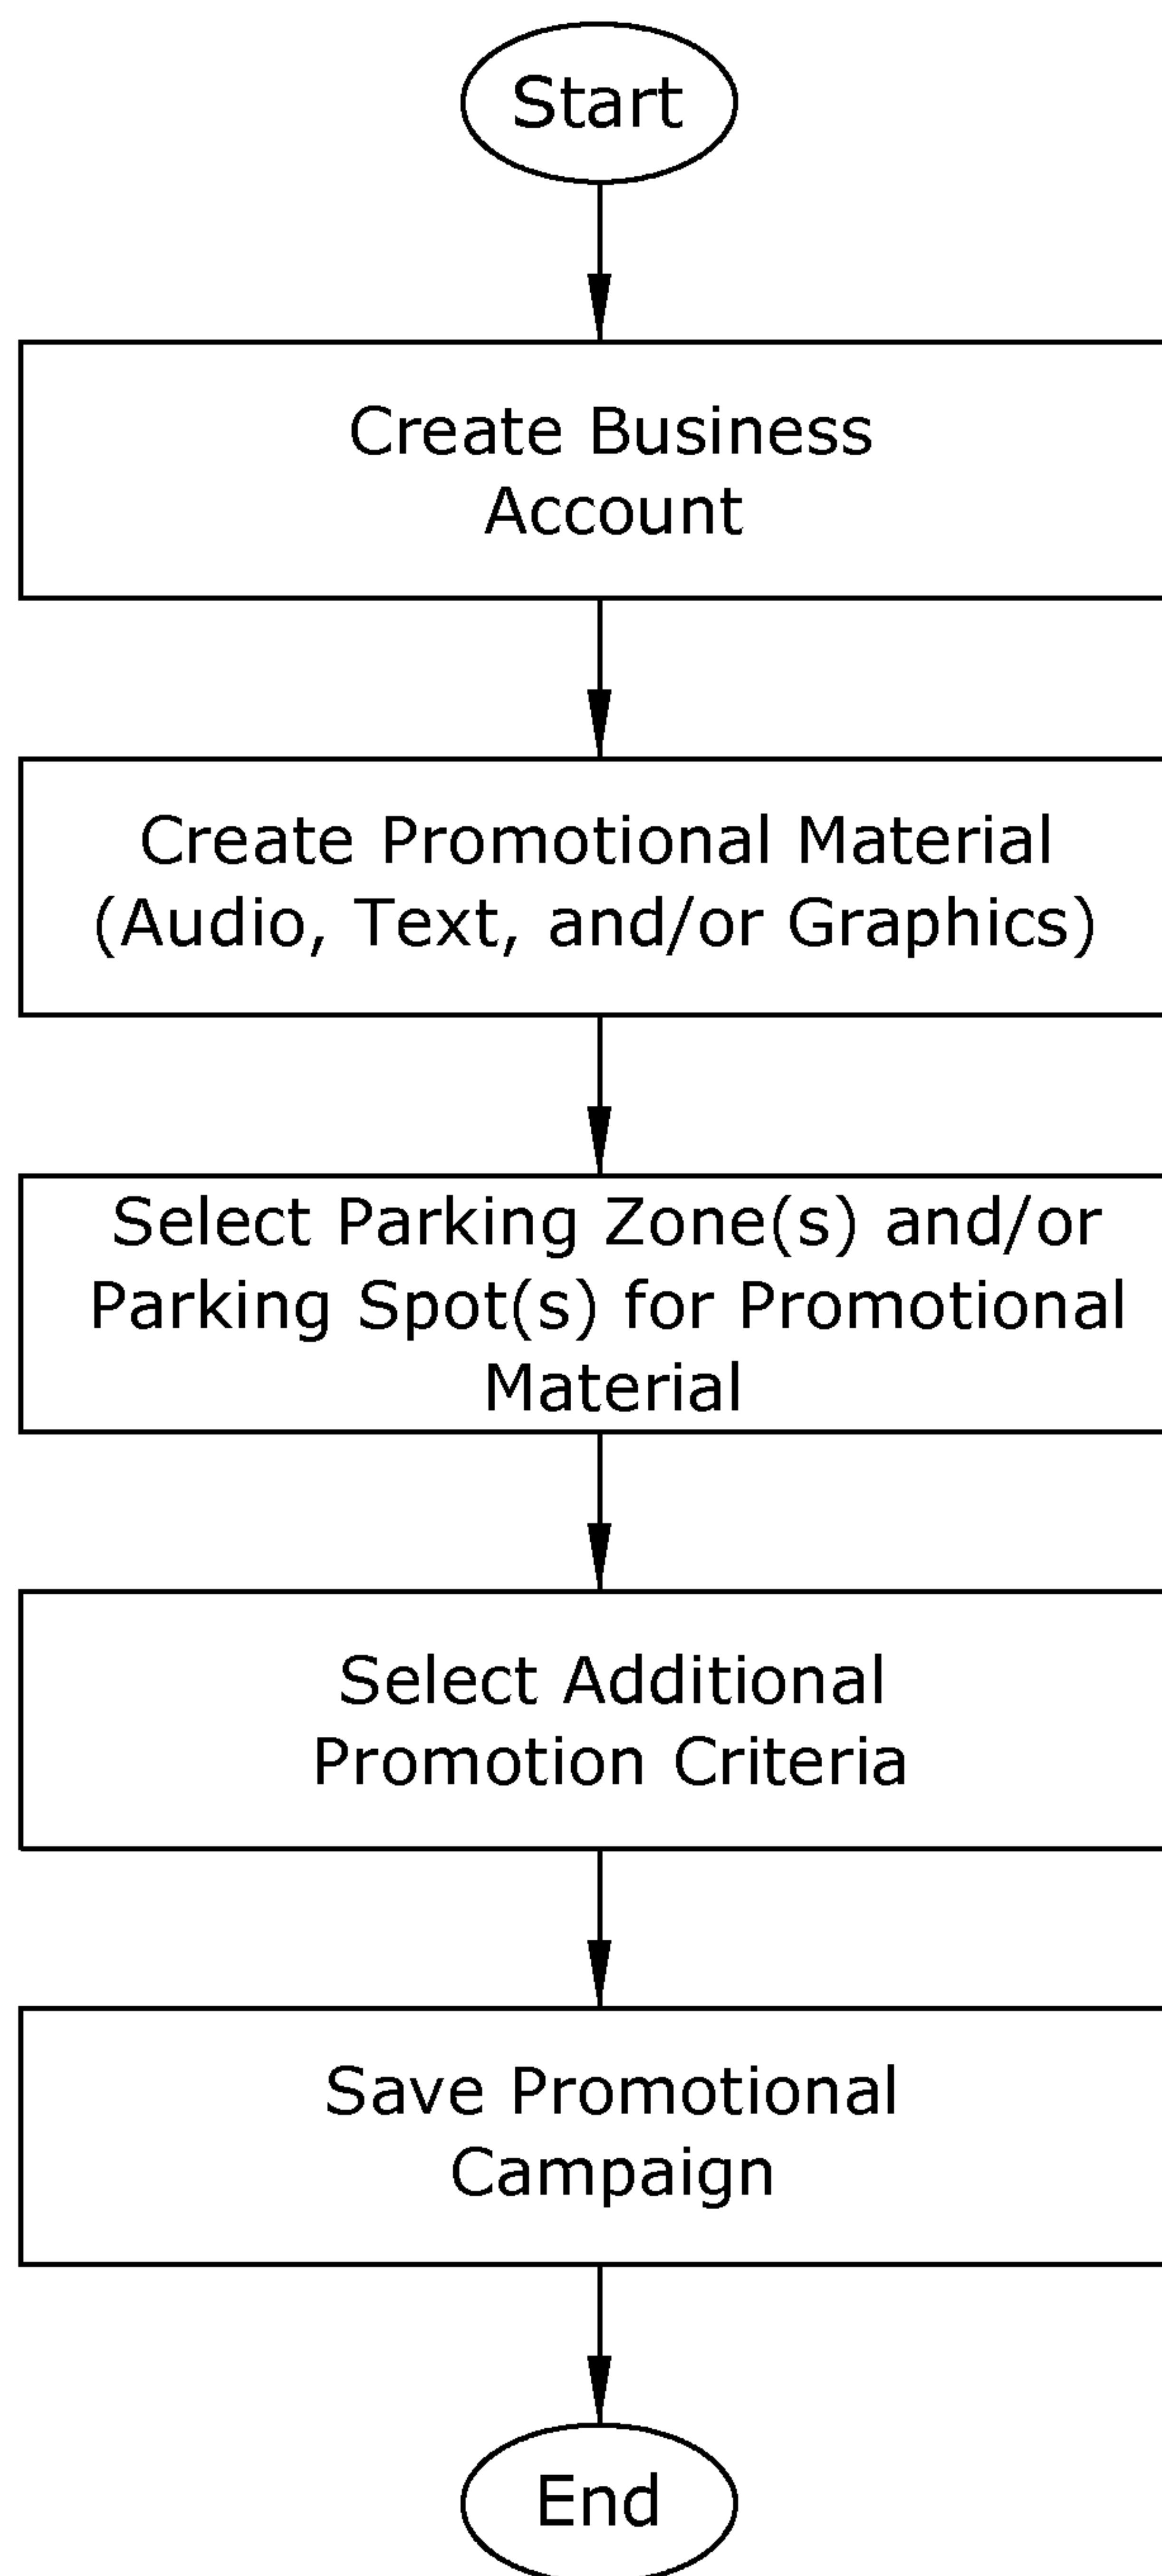 Start
Create Business
Account
Create Promotional Material
(Audio, Text, and/or Graphics)
Select Parking Zone(s) and/or
Parking Spot(s) for Promotional
Material
Select Additional
Promotion Criteria
Save Promotional
Campaign
End